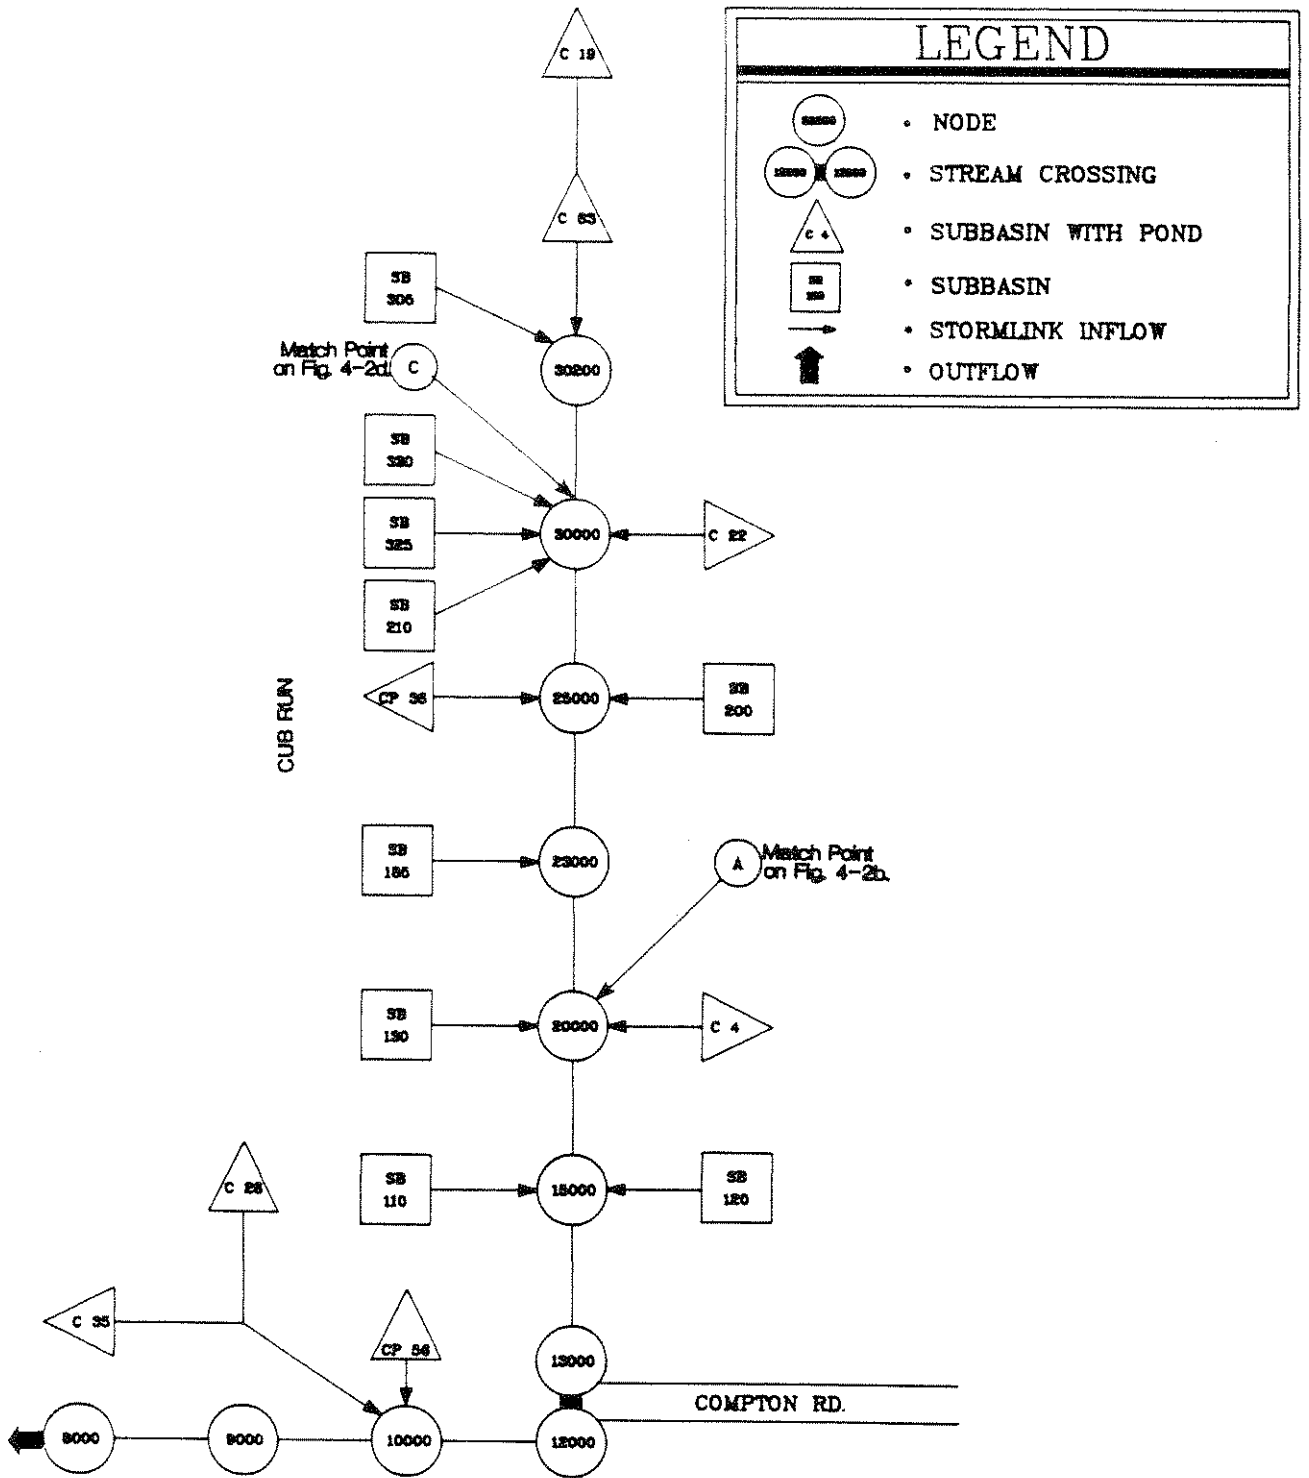 C 19
LEGEND
NODE
STREAM CROSSING
C 4
SUBBASIN WITH POND
SUBBASIN
STORMLINK INFLOW
OUTFLOW
C 53
SB
305
30200
Match Point
on Fig. 4-2d.
C
SB
320
SB
325
30000
C 22
SB
210
CP 36
25000
SB
200
CUB RUN
SB
23000
A
Match Point
on Fig. 4-2b.
SB
130
20000
C 4
SB
110
15000
SB
120
C 28
C 35
CP 56
13000
COMPTON RD.
8000
9000
10000
12000